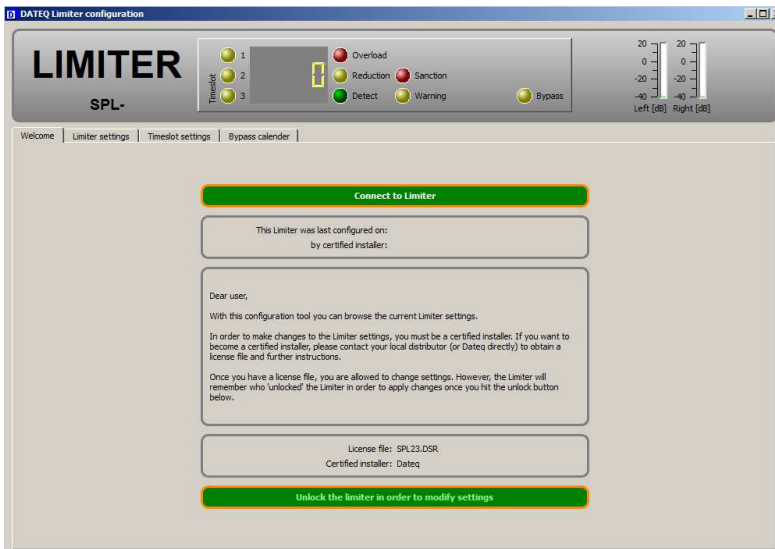 DATEQ Limiter configuration
LIMITER
SPL-
Timeslot
1
2
3
0
Overload
Reduction
Sanction
Detect
Warning
Bypass
20
0
-20
-40
Left [dB]
20
0
-20
-40
Right [dB]
Welcome
Limiter settings
Timeslot settings
Bypass calender
Connect to Limiter
This Limiter was last configured on:
by certified installer:
Dear user,
With this configuration tool you can browse the current Limiter settings.
In order to make changes to the Limiter settings, you must be a certified installer. If you want to
become a certified installer, please contact your local distributor (or Dateq directly) to obtain a
license file and further instructions.
Once you have a license file, you are allowed to change settings. However, the Limiter will
remember who 'unlocked' the Limiter in order to apply changes once you hit the unlock button
below.
License file: SPL23.DSR
Certified installer: Dateq
Unlock the limiter in order to modify settings